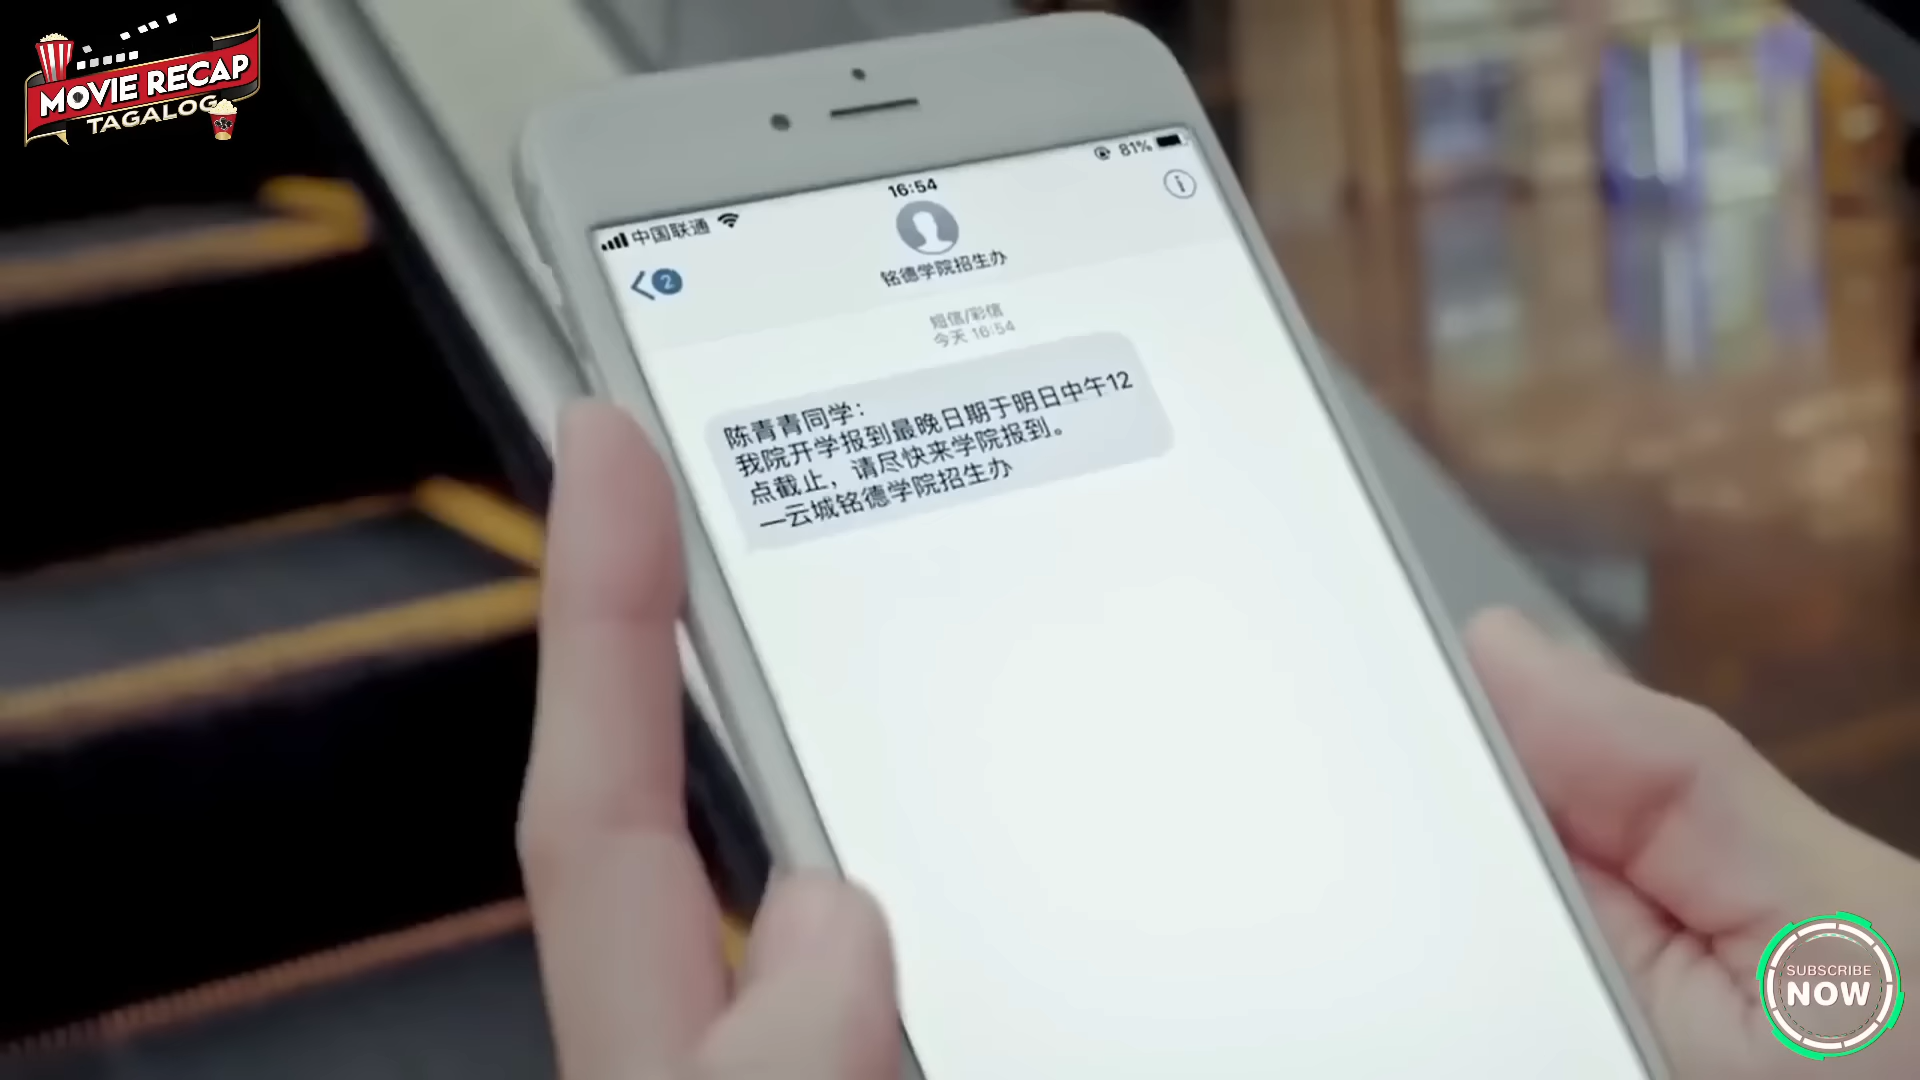 MOVIE RECAP
TAGALOG
16:54
81%
中国联通
2
铭德学院招生办
短信/彩信
今天 16:54
陈青青同学:
我院开学报到最晚日期于明日中午12
点截止，请尽快来学院报到。
—云城铭德学院招生办
SUBSCRIBE
NOW